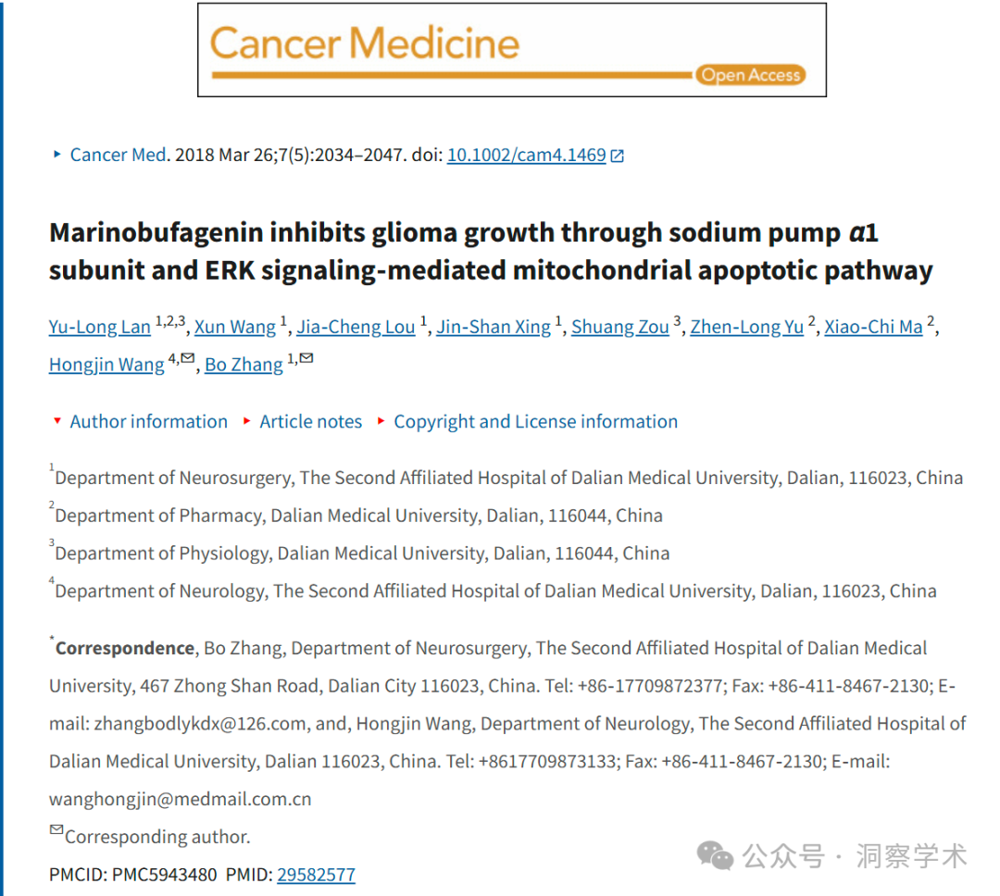 Cancer Medicine
Open Access
Cancer Med. 2018 Mar 26;7(5):2034–2047. doi: 10.1002/cam4.1469
Marinobufagenin inhibits glioma growth through sodium pump α1
subunit and ERK signaling‐mediated mitochondrial apoptotic pathway
Yu‐Long Lan 1,2,3, Xun Wang 1, Jia‐Cheng Lou 1, Jin‐Shan Xing 1, Shuang Zou 3, Zhen‐Long Yu 2, Xiao‐Chi Ma 2,
Hongjin Wang 4,✉, Bo Zhang 1,✉
Author information Article notes Copyright and License information
1Department of Neurosurgery, The Second Affiliated Hospital of Dalian Medical University, Dalian, 116023, China
2Department of Pharmacy, Dalian Medical University, Dalian, 116044, China
3Department of Physiology, Dalian Medical University, Dalian, 116044, China
4Department of Neurology, The Second Affiliated Hospital of Dalian Medical University, Dalian, 116023, China
*Correspondence, Bo Zhang, Department of Neurosurgery, The Second Affiliated Hospital of Dalian Medical
University, 467 Zhong Shan Road, Dalian City 116023, China. Tel: +86-17709872377; Fax: +86-411-8467-2130; E-
mail: zhangbodlykdx@126.com, and, Hongjin Wang, Department of Neurology, The Second Affiliated Hospital of
Dalian Medical University, Dalian 116023, China. Tel: +8617709873133; Fax: +86-411-8467-2130; E-mail:
wanghongjin@medmail.com.cn
✉Corresponding author.
PMCID: PMC5943480 PMID: 29582577
公众号 · 洞察学术